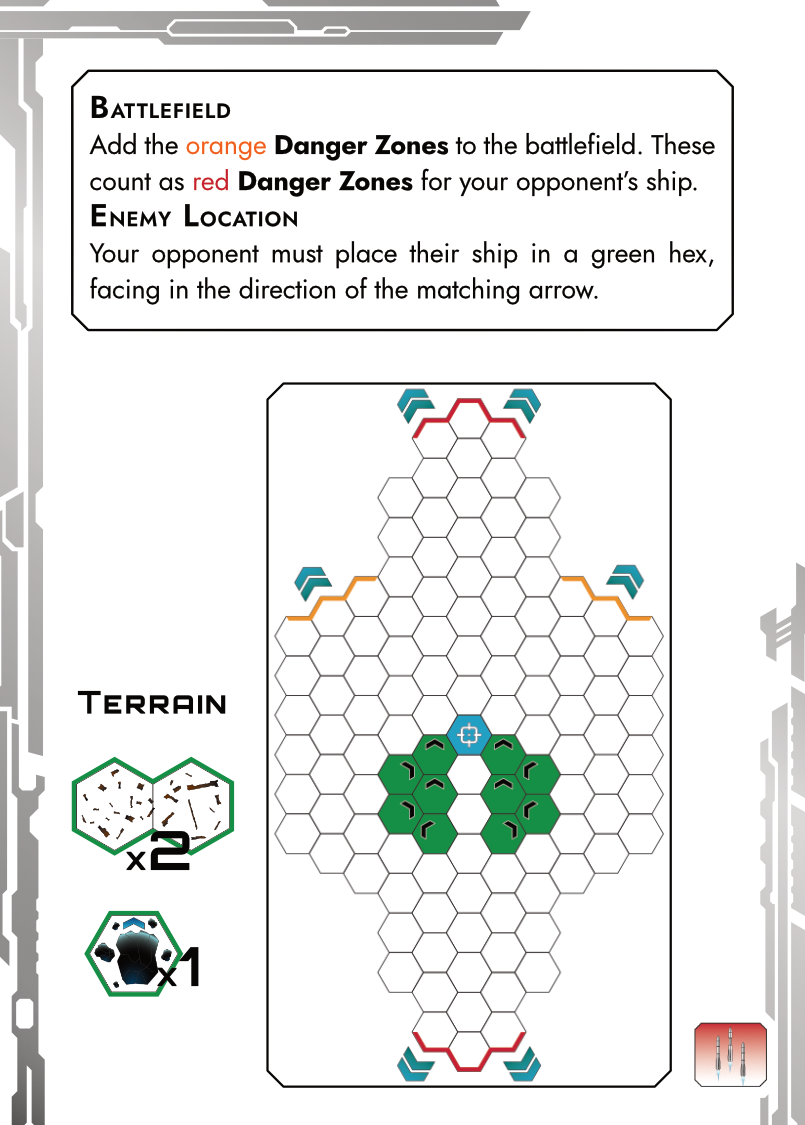 Battlefield
Add the orange Danger Zones to the battlefield. These
count as red Danger Zones for your opponent's ship.
Enemy Location
Your opponent must place their ship in a green hex,
facing in the direction of the matching arrow.
Terrain
x2
x1